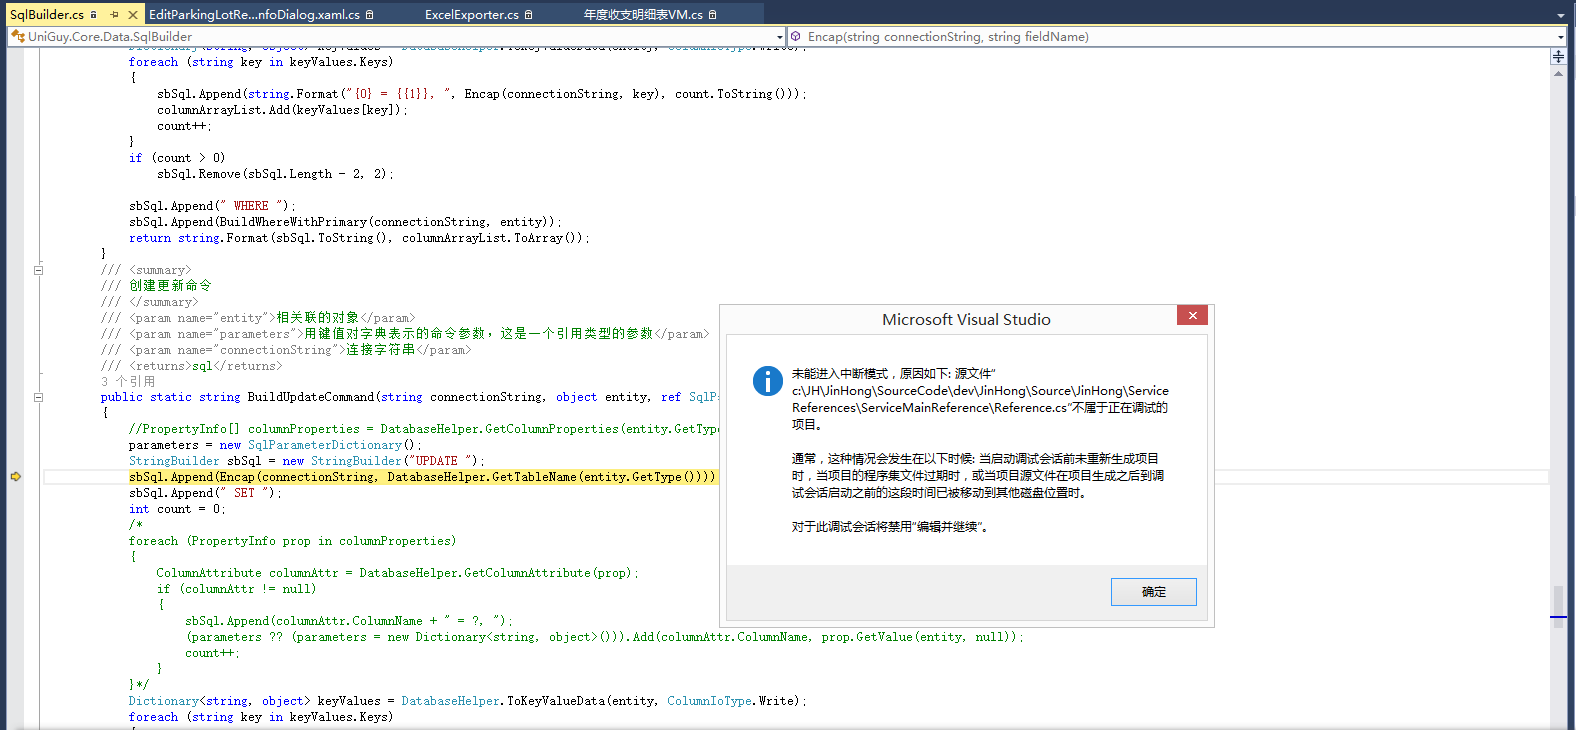 SqlBuilder.cs
EditParkingLotRe...nfoDialog.xaml.cs
ExcelExporter.cs
年度收支明细表VM.cs
UniGuy.Core.Data.SqlBuilder
Encap(string connectionString, string fieldName)
Dictionary<string, object> keyValues = DatabaseHelper.ToKeyValueData(entity, ColumnIoType.Write);
foreach (string key in keyValues.Keys)
{
sbSql.Append(string.Format("{0} = {{1}}, ", Encap(connectionString, key), count.ToString()));
columnArrayList.Add(keyValues[key]);
count++;
}
if (count > 0)
sbSql.Remove(sbSql.Length - 2, 2);
sbSql.Append(" WHERE ");
sbSql.Append(BuildWhereWithPrimary(connectionString, entity));
return string.Format(sbSql.ToString(), columnArrayList.ToArray());
}
/// <summary>
/// 创建更新命令
/// </summary>
/// <param name="entity">相关联的对象</param>
/// <param name="parameters">用键值对字典表示的命令参数，这是一个引用类型的参数</param>
/// <param name="connectionString">连接字符串</param>
/// <returns>sql</returns>
3 个引用
public static string BuildUpdateCommand(string connectionString, object entity, ref SqlP
{
//PropertyInfo[] columnProperties = DatabaseHelper.GetColumnProperties(entity.GetType
parameters = new SqlParameterDictionary();
StringBuilder sbSql = new StringBuilder("UPDATE ");
sbSql.Append(Encap(connectionString, DatabaseHelper.GetTableName(entity.GetType())))
sbSql.Append(" SET ");
int count = 0;
/*
foreach (PropertyInfo prop in columnProperties)
{
ColumnAttribute columnAttr = DatabaseHelper.GetColumnAttribute(prop);
if (columnAttr != null)
{
sbSql.Append(columnAttr.ColumnName + " = ?, ");
(parameters ?? (parameters = new Dictionary<string, object>())).Add(columnAttr.ColumnName, prop.GetValue(entity, null));
count++;
}
}*/
Dictionary<string, object> keyValues = DatabaseHelper.ToKeyValueData(entity, ColumnIoType.Write);
foreach (string key in keyValues.Keys)
Microsoft Visual Studio
未能进入中断模式，原因如下: 源文件“
c:\JH\JinHong\SourceCode\dev\JinHong\Source\JinHong\Service
References\ServiceMainReference\Reference.cs”不属于正在调试的
项目。
通常，这种情况会发生在以下时候: 当启动调试会话前未重新生成项目
时，当项目的程序集文件过期时，或当项目源文件在项目生成之后到调
试会话启动之前的这段时间已被移动到其他磁盘位置时。
对于此调试会话将禁用“编辑并继续”。
确定